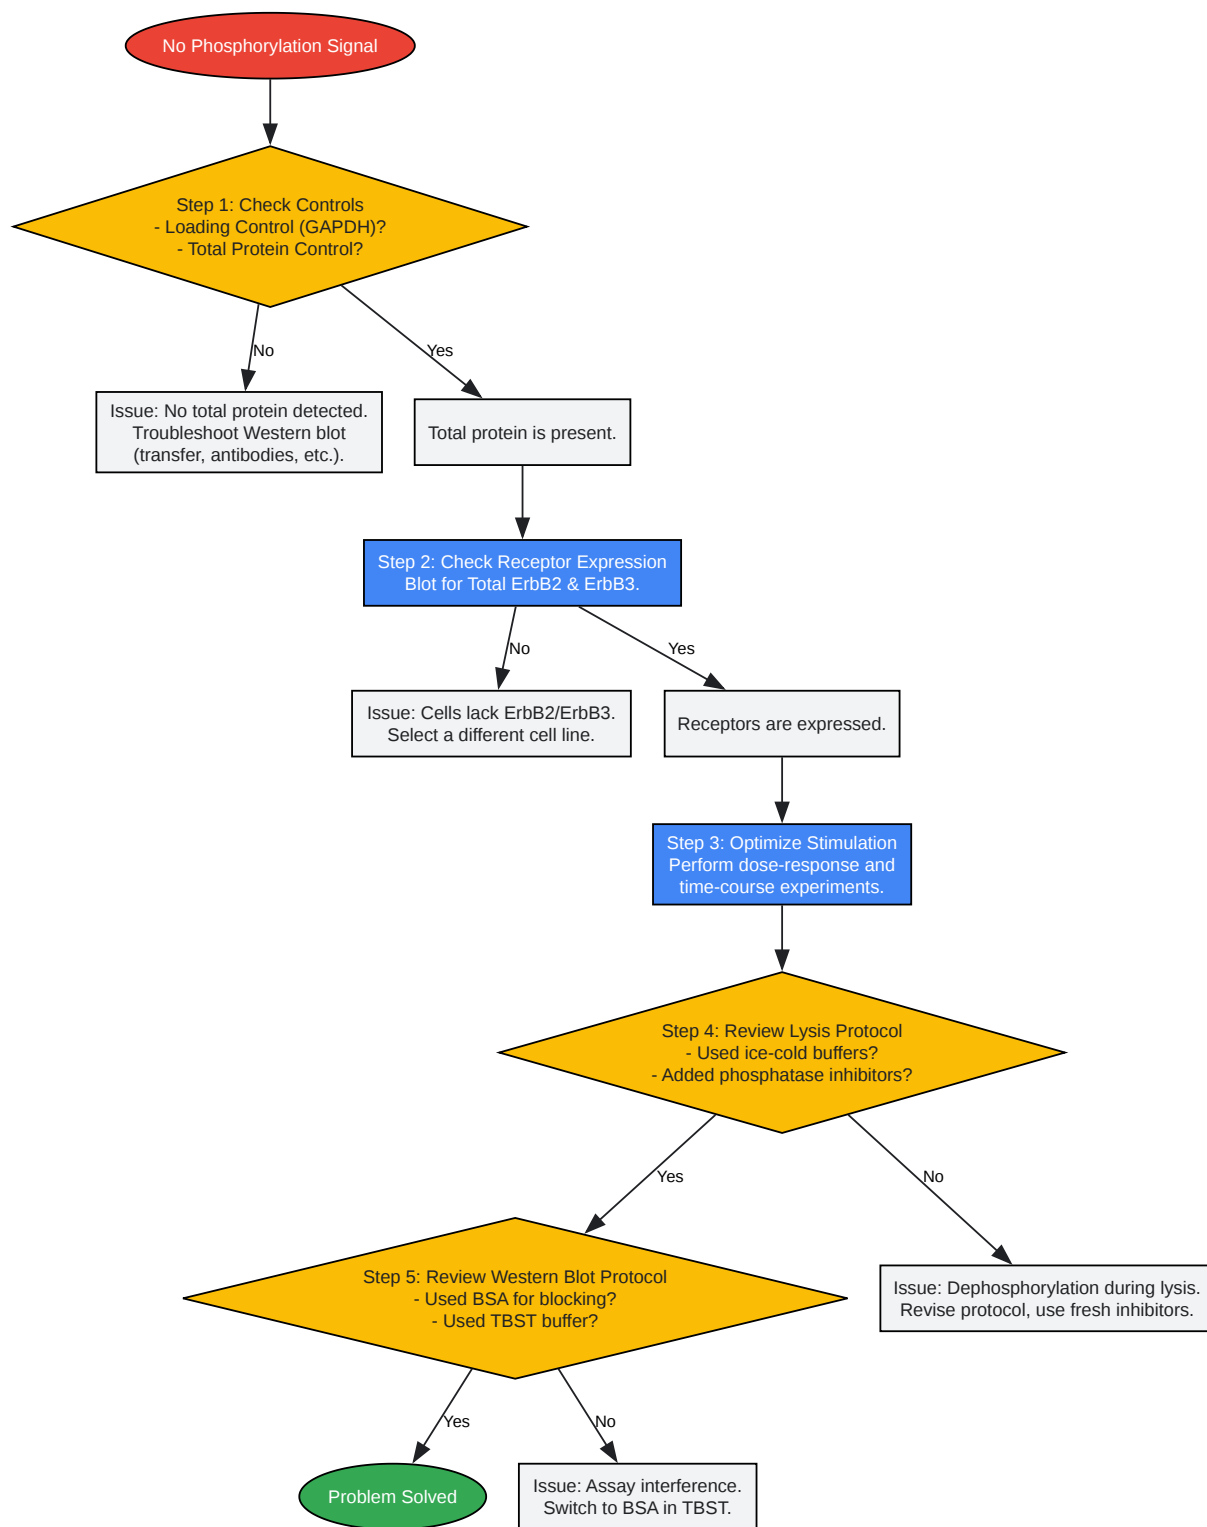 No Phosphorylation Signal
Step 1: Check Controls
- Loading Control (GAPDH)?
- Total Protein Control?
No
Yes
Issue: No total protein detected.
Troubleshoot Western blot
(transfer, antibodies, etc.).
Total protein is present.
Step 2: Check Receptor Expression
Blot for Total ErbB2 & ErbB3.
No
Yes
Issue: Cells lack ErbB2/ErbB3.
Select a different cell line.
Receptors are expressed.
Step 3: Optimize Stimulation
Perform dose-response and
time-course experiments.
Step 4: Review Lysis Protocol
- Used ice-cold buffers?
- Added phosphatase inhibitors?
Yes
No
Step 5: Review Western Blot Protocol
- Used BSA for blocking?
- Used TBST buffer?
Issue: Dephosphorylation during lysis.
Revise protocol, use fresh inhibitors.
Yes
No
Problem Solved
Issue: Assay interference.
Switch to BSA in TBST.